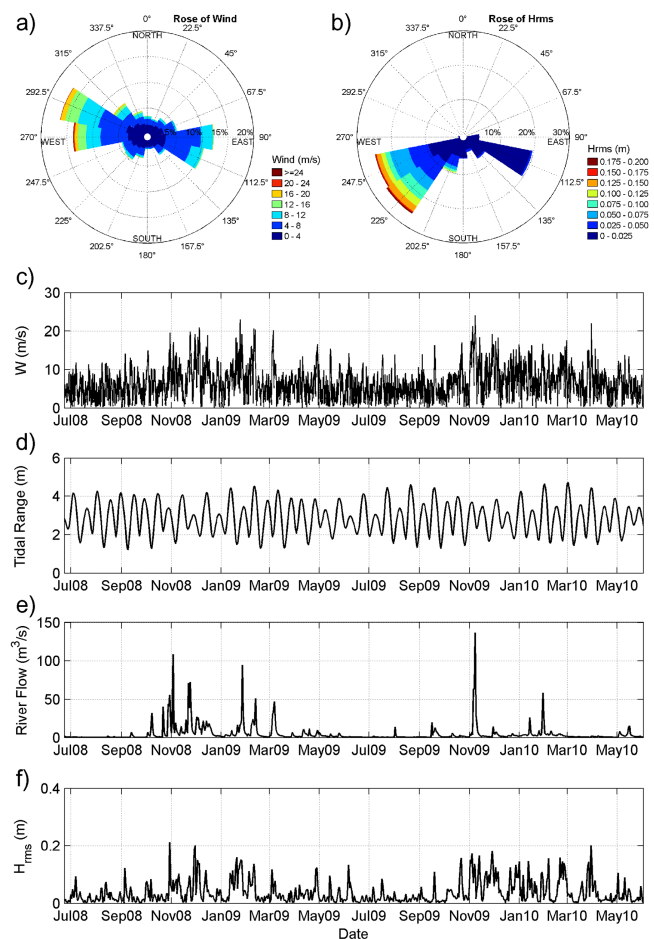 a) Rose of Wind
0°
22.5°
45°
67.5°
90°
112.5°
135°
157.5°
180°
202.5°
225°
247.5°
270°
292.5°
315°
337.5°
NORTH
EAST
SOUTH
WEST
5% 10% 15% 20%
Wind (m/s)
>=24
20 - 24
16 - 20
12 - 16
8 - 12
4 - 8
0 - 4
b) Rose of Hrms
0°
22.5°
45°
67.5°
90°
112.5°
135°
157.5°
180°
202.5°
225°
247.5°
270°
292.5°
315°
337.5°
NORTH
EAST
SOUTH
WEST
10% 20% 30%
Hrms (m)
0.175 - 0.200
0.150 - 0.175
0.125 - 0.150
0.100 - 0.125
0.075 - 0.100
0.050 - 0.075
0.025 - 0.050
0 - 0.025
c)
W (m/s)
30
20
10
0
Jul08 Sep08 Nov08 Jan09 Mar09 May09 Jul09 Sep09 Nov09 Jan10 Mar10 May10
d)
Tidal Range (m)
6
4
2
Jul08 Sep08 Nov08 Jan09 Mar09 May09 Jul09 Sep09 Nov09 Jan10 Mar10 May10
e)
River Flow (m³/s)
150
100
50
0
Jul08 Sep08 Nov08 Jan09 Mar09 May09 Jul09 Sep09 Nov09 Jan10 Mar10 May10
f)
Hrms (m)
0.4
0.2
0
Jul08 Sep08 Nov08 Jan09 Mar09 May09 Jul09 Sep09 Nov09 Jan10 Mar10 May10
Date